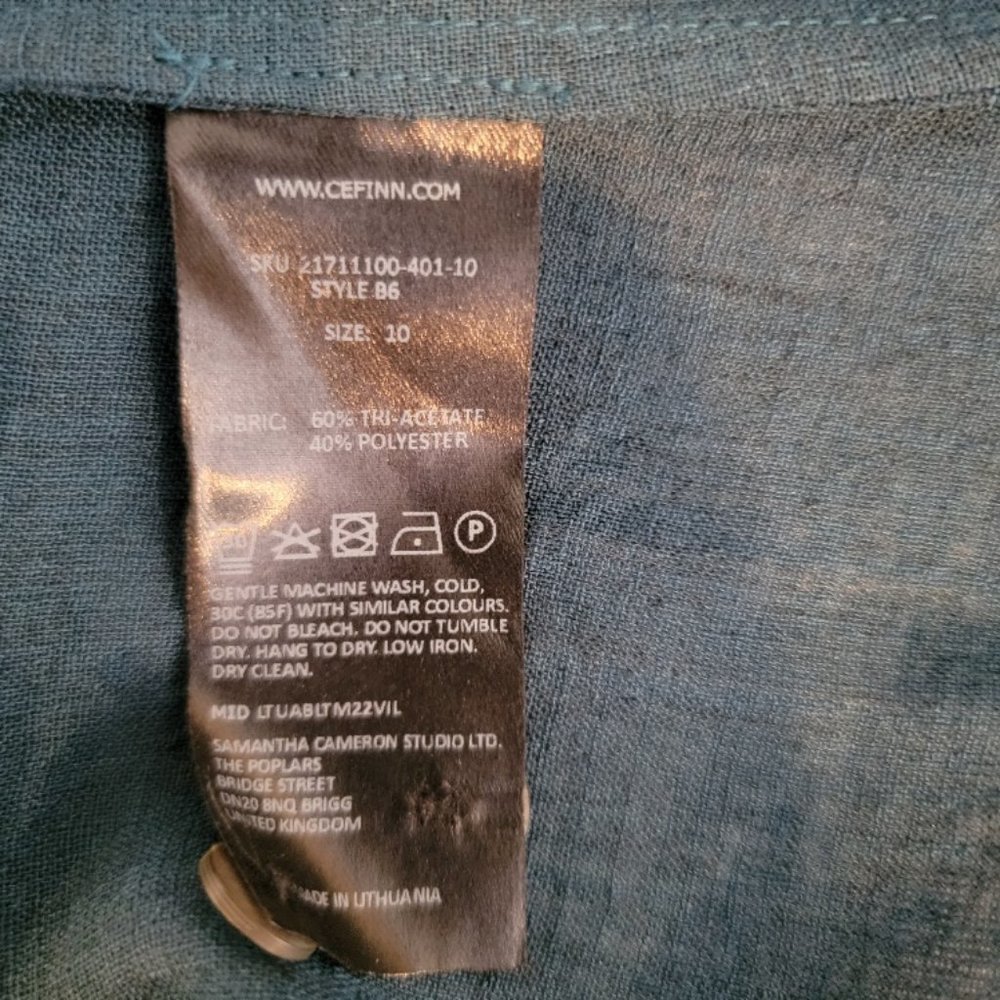 WWW.CEFINN.COM
SKU 21711100-401-10
STYLE B6
SIZE: 10
FABRIC: 60% TRI-ACETATE
40% POLYESTER
P
GENTLE MACHINE WASH, COLD,
30C (85F) WITH SIMILAR COLOURS.
DO NOT BLEACH. DO NOT TUMBLE
DRY. HANG TO DRY. LOW IRON.
DRY CLEAN.
MID LTUABLTM22VIL
SAMANTHA CAMERON STUDIO LTD.
THE POPLARS
BRIDGE STREET
DN20 8NQ BRIGG
UNITED KINGDOM
MADE IN LITHUANIA